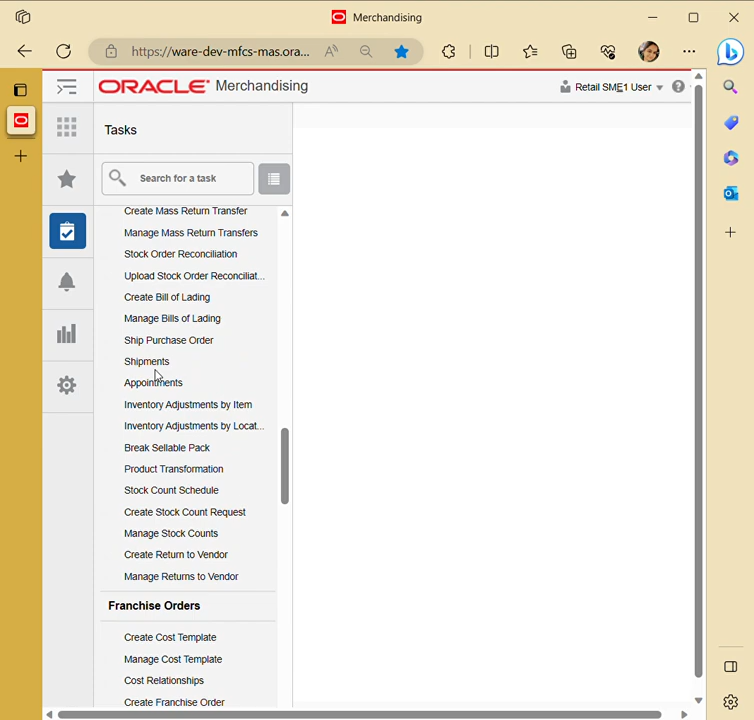 Merchandising
https://ware-dev-mfcs-mas.ora...
ORACLE Merchandising
Retail SME1 User
Tasks
Search for a task
Create Mass Return Transfer
Manage Mass Return Transfers
Stock Order Reconciliation
Upload Stock Order Reconciliat...
Create Bill of Lading
Manage Bills of Lading
Ship Purchase Order
Shipments
Appointments
Inventory Adjustments by Item
Inventory Adjustments by Locat...
Break Sellable Pack
Product Transformation
Stock Count Schedule
Create Stock Count Request
Manage Stock Counts
Create Return to Vendor
Manage Returns to Vendor
Franchise Orders
Create Cost Template
Manage Cost Template
Cost Relationships
Create Franchise Order